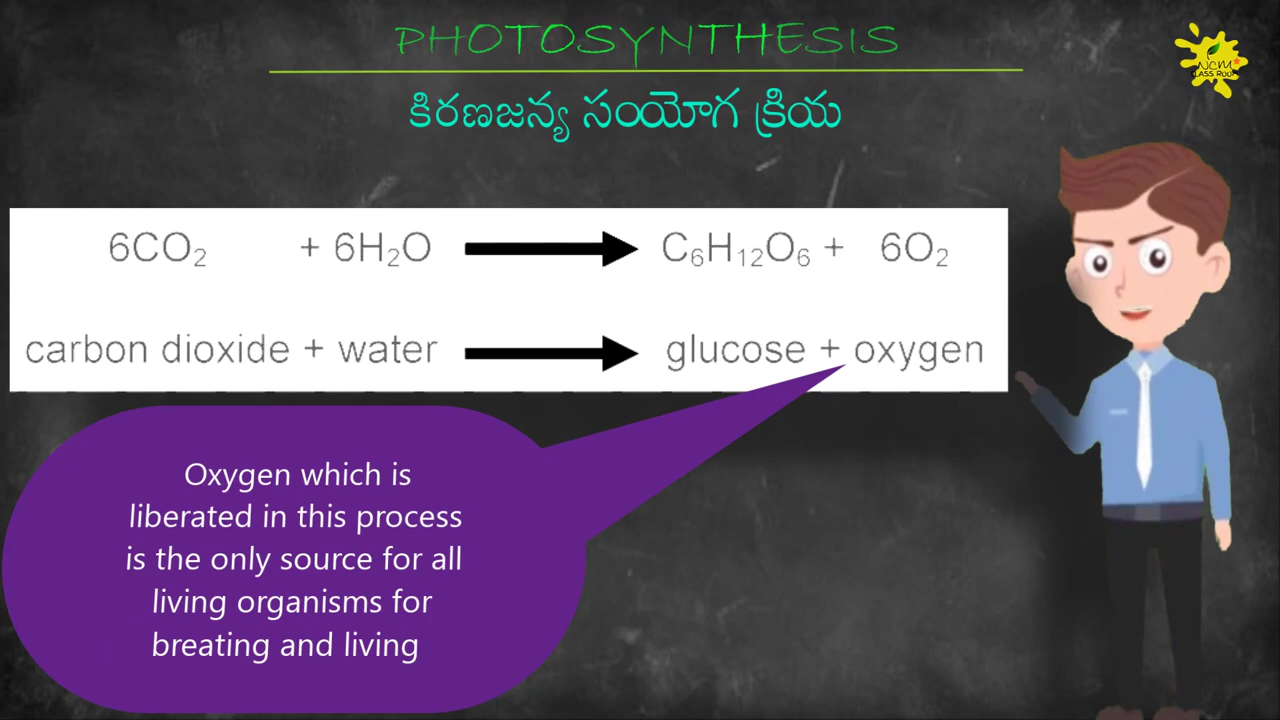 PHOTOSYNTHESIS
కిరణజన్య సంయోగ క్రియ
NCM
6CO₂ + 6H₂O → C₆H₁₂O₆ + 6O₂
carbon dioxide + water → glucose + oxygen
Oxygen which is
liberated in this process
is the only source for all
living organisms for
breating and living